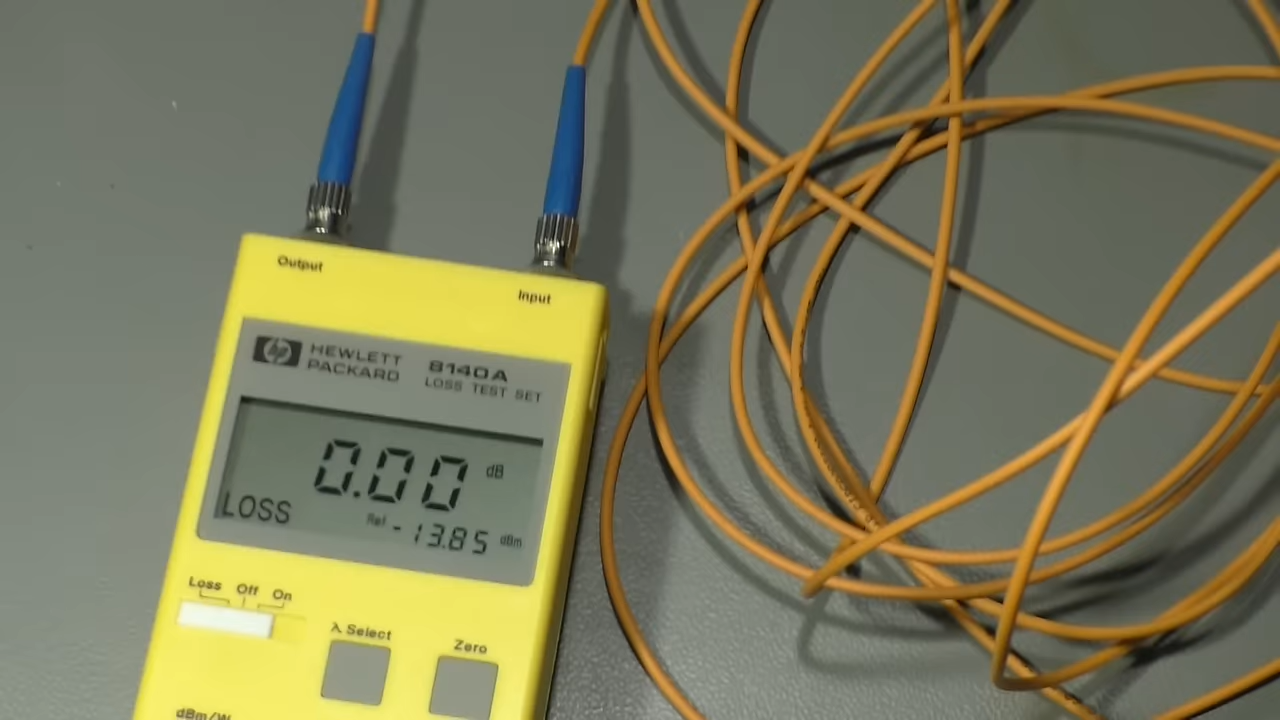 Output
Input
hp HEWLETT PACKARD
8140A
LOSS TEST SET
0.00 dB
LOSS
Ref -13.85 dBm
Loss Off On
λ Select
Zero
dBm/W